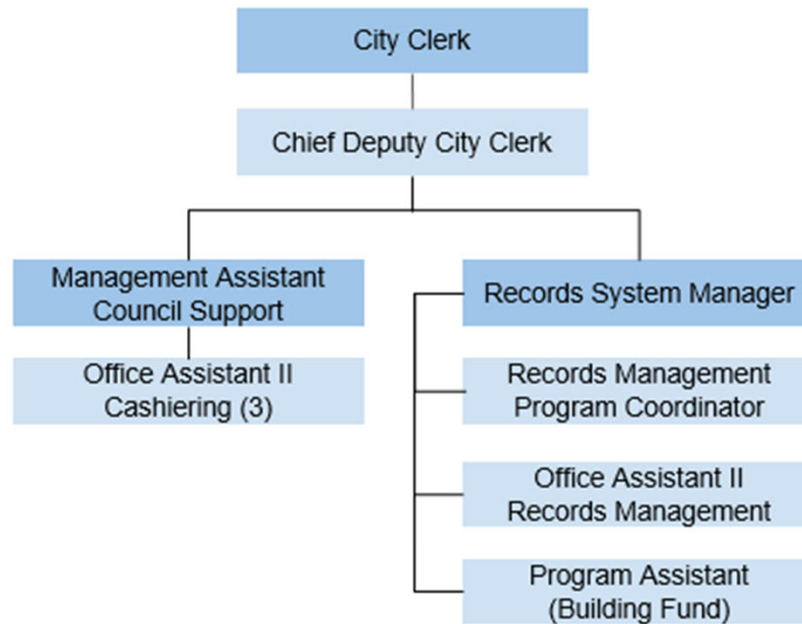 City Clerk
Chief Deputy City Clerk
Management Assistant
Council Support
Office Assistant II
Cashiering (3)
Records System Manager
Records Management
Program Coordinator
Office Assistant II
Records Management
Program Assistant
(Building Fund)